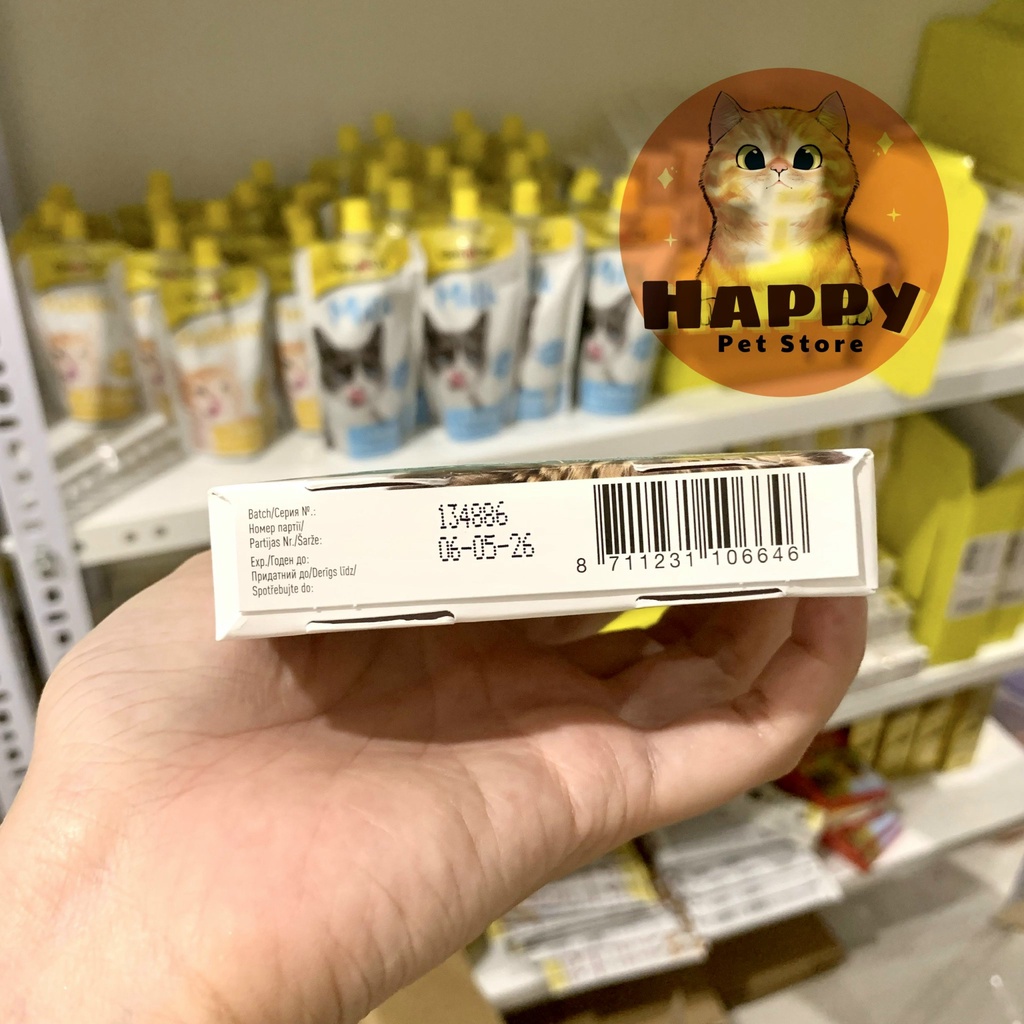 HAPPY
Pet Store
Milk
Batch/Серия №.:
Номер партії/
Partijas Nr./Šarže:
Exp./Годен до:
Придатний до/Derīgs līdz/
Spotřebujte do:
134886
06-05-26
8 711231 106646